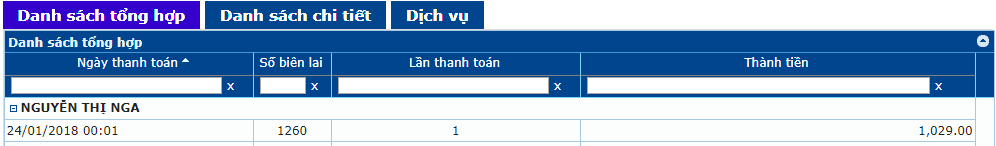 Danh sách tổng hợp Danh sách chi tiết Dịch vụ
Danh sách tổng hợp
Ngày thanh toán Số biên lai Lần thanh toán Thành tiền
x x x x
NGUYỄN THỊ NGA
24/01/2018 00:01 1260 1 1,029.00